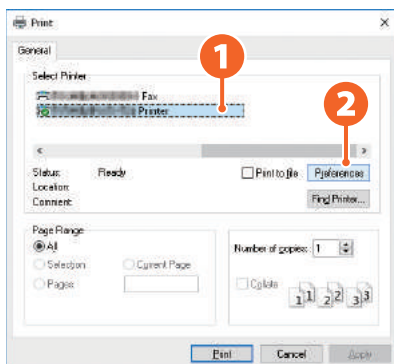 Print
General
Select Printer
1
Fax
Printer
2
Status: Ready
Print to file Preferences
Location:
Comment:
Find Printer...
Page Range
All
Selection Current Page
Pages:
Number of copies: 1
Collate
1 1 2 2 3 3
Print Cancel Apply